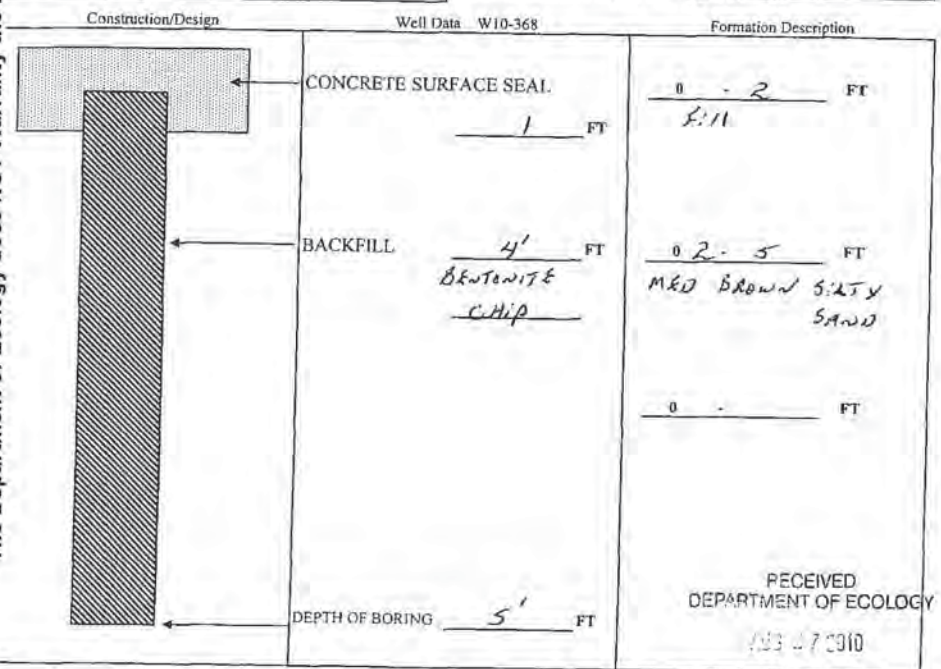 Construction/Design
Well Data W10-368
Formation Description
CONCRETE SURFACE SEAL
1 FT
0 - 2 FT
Fill
BACKFILL 4' FT
BENTONITE
CHIP
0 2 - 5 FT
MED BROWN SILTY
SAND
0 - FT
DEPTH OF BORING 5' FT
RECEIVED
DEPARTMENT OF ECOLOGY